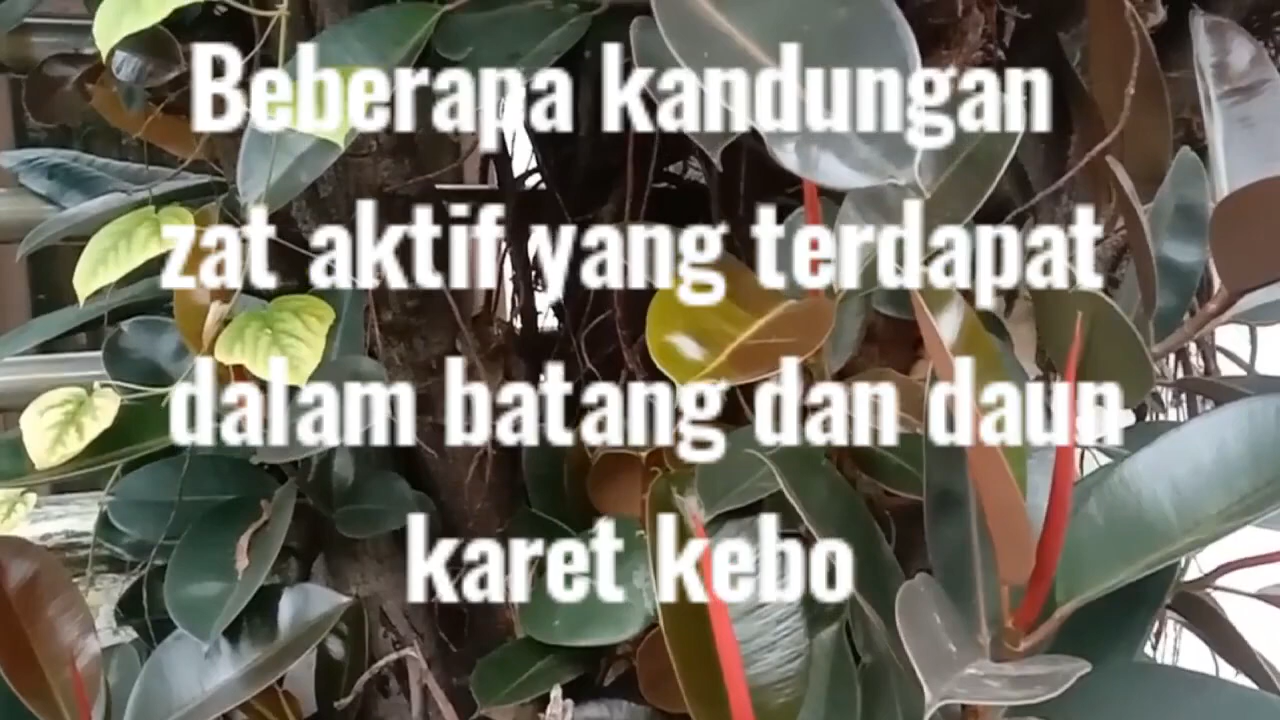 Beberapa kandungan
zat aktif yang terdapat
dalam batang dan daun
karet kebo